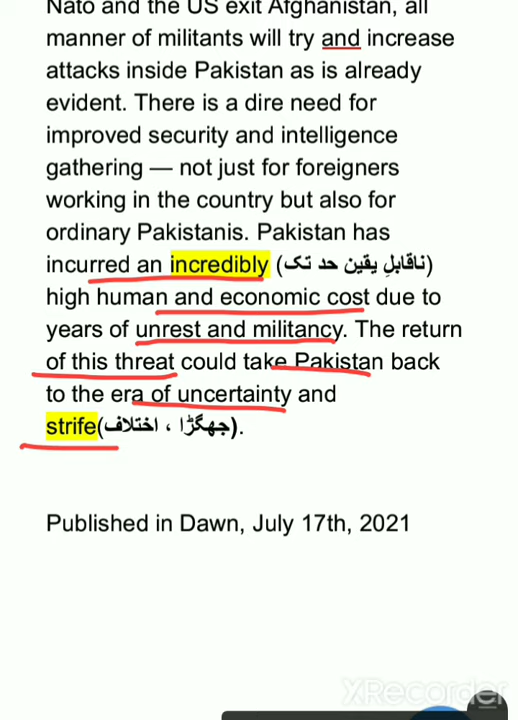 Nato and the US exit Afghanistan, all
manner of militants will try and increase
attacks inside Pakistan as is already
evident. There is a dire need for
improved security and intelligence
gathering — not just for foreigners
working in the country but also for
ordinary Pakistanis. Pakistan has
incurred an incredibly (ناقابلِ یقین حد تک)
high human and economic cost due to
years of unrest and militancy. The return
of this threat could take Pakistan back
to the era of uncertainty and
strife(جھگڑا ، اختلاف).
Published in Dawn, July 17th, 2021
XRecorder